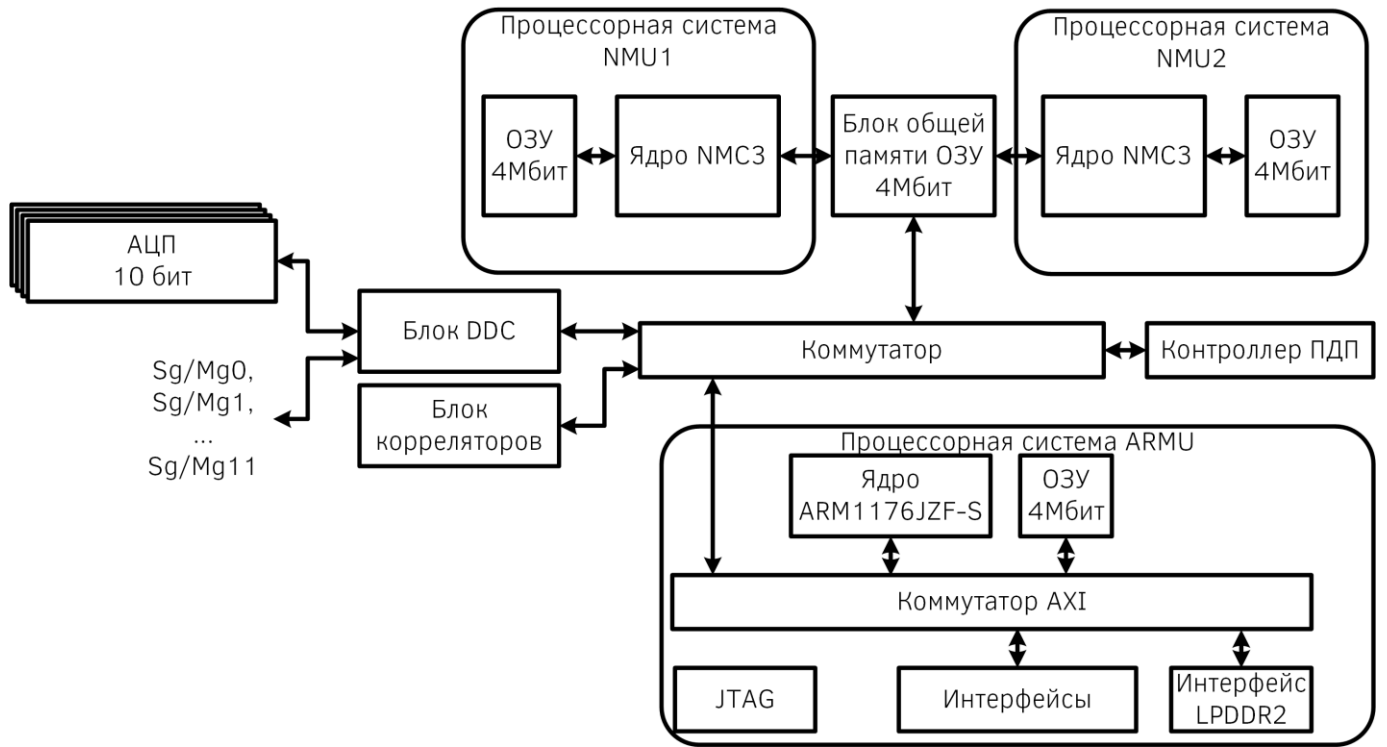 Процессорная система
NMU1
ОЗУ
4Мбит
Ядро NMC3
Блок общей
памяти ОЗУ
4Мбит
Процессорная система
NMU2
Ядро NMC3
ОЗУ
4Мбит
АЦП
10 бит
Блок DDC
Коммутатор
Контроллер ПДП
Sg/Mg0,
Sg/Mg1,
...
Sg/Mg11
Блок
корреляторов
Процессорная система ARMU
Ядро
ARM1176JZF-S
ОЗУ
4Мбит
Коммутатор AXI
JTAG
Интерфейсы
Интерфейс
LPDDR2